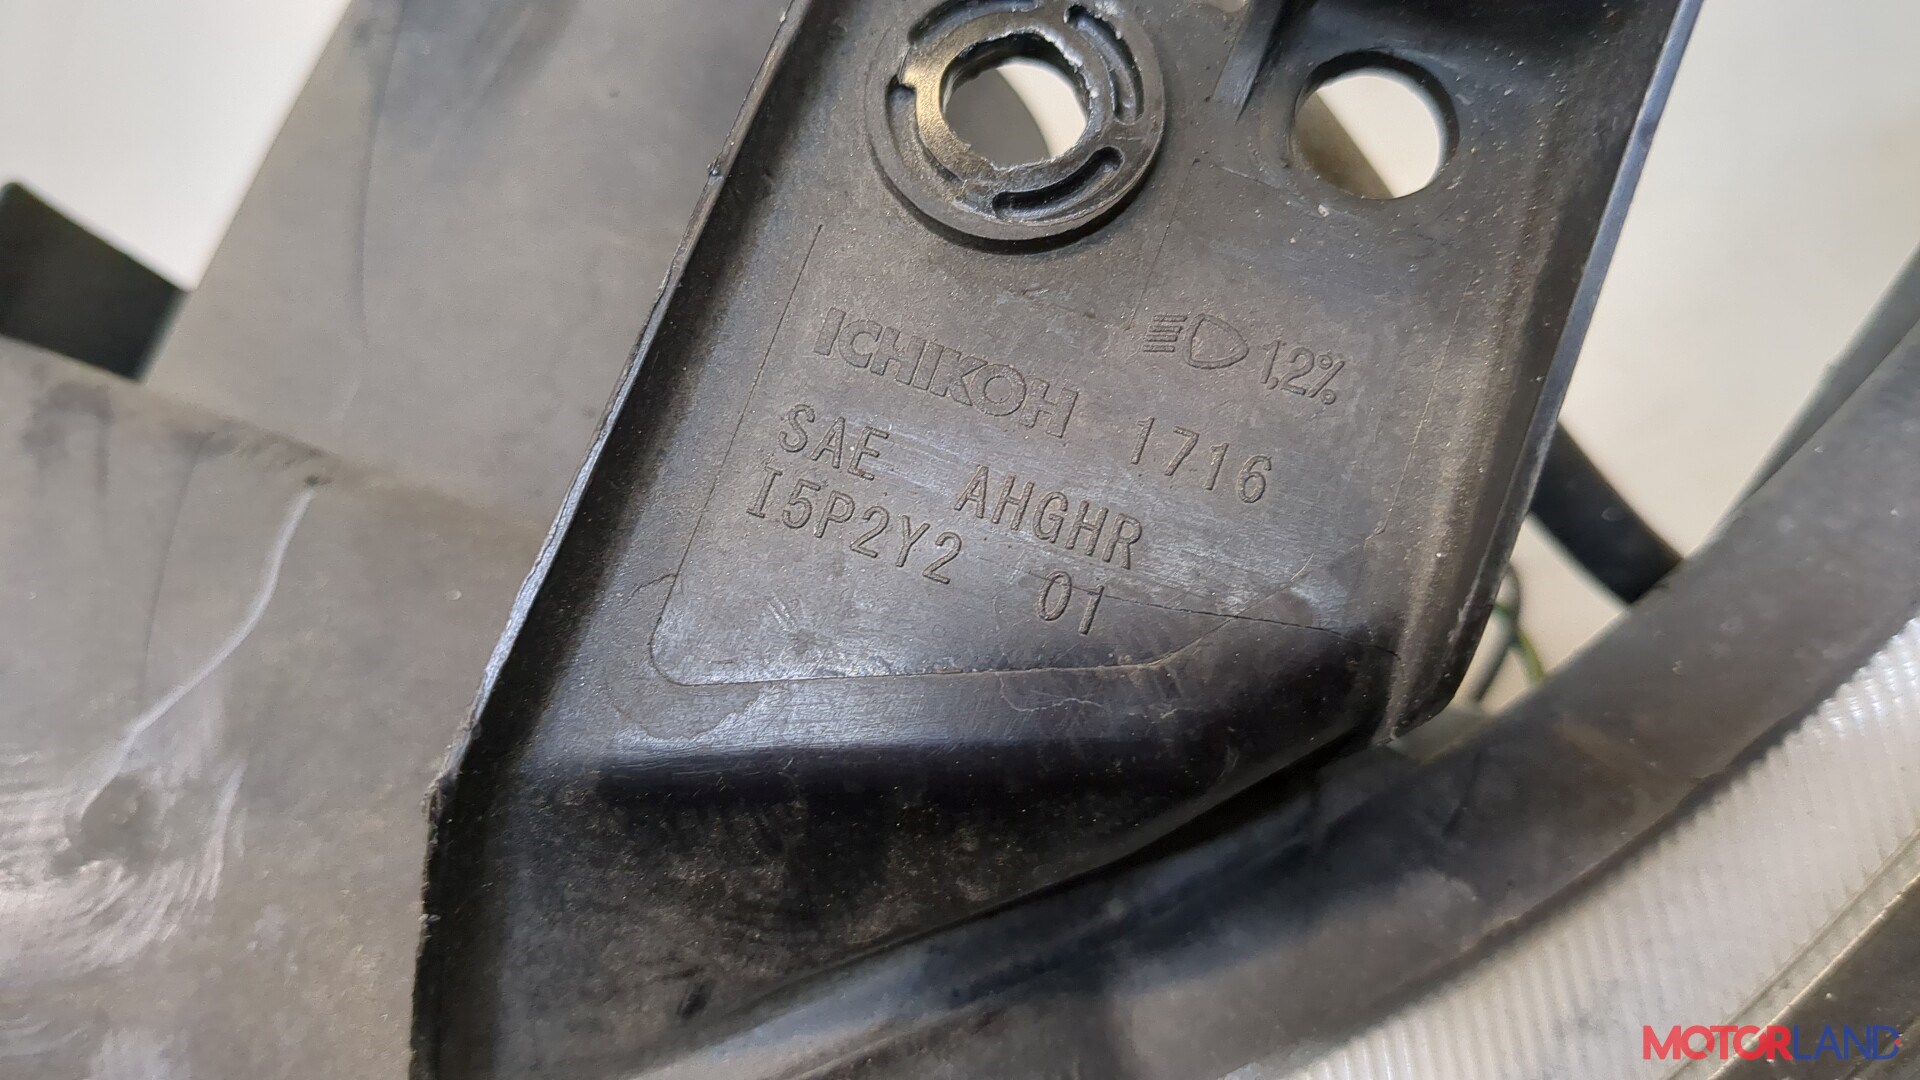 ICHIKOH 1,2%
1716
SAE AHGHR
I5P2Y2 01
MOTORLAND